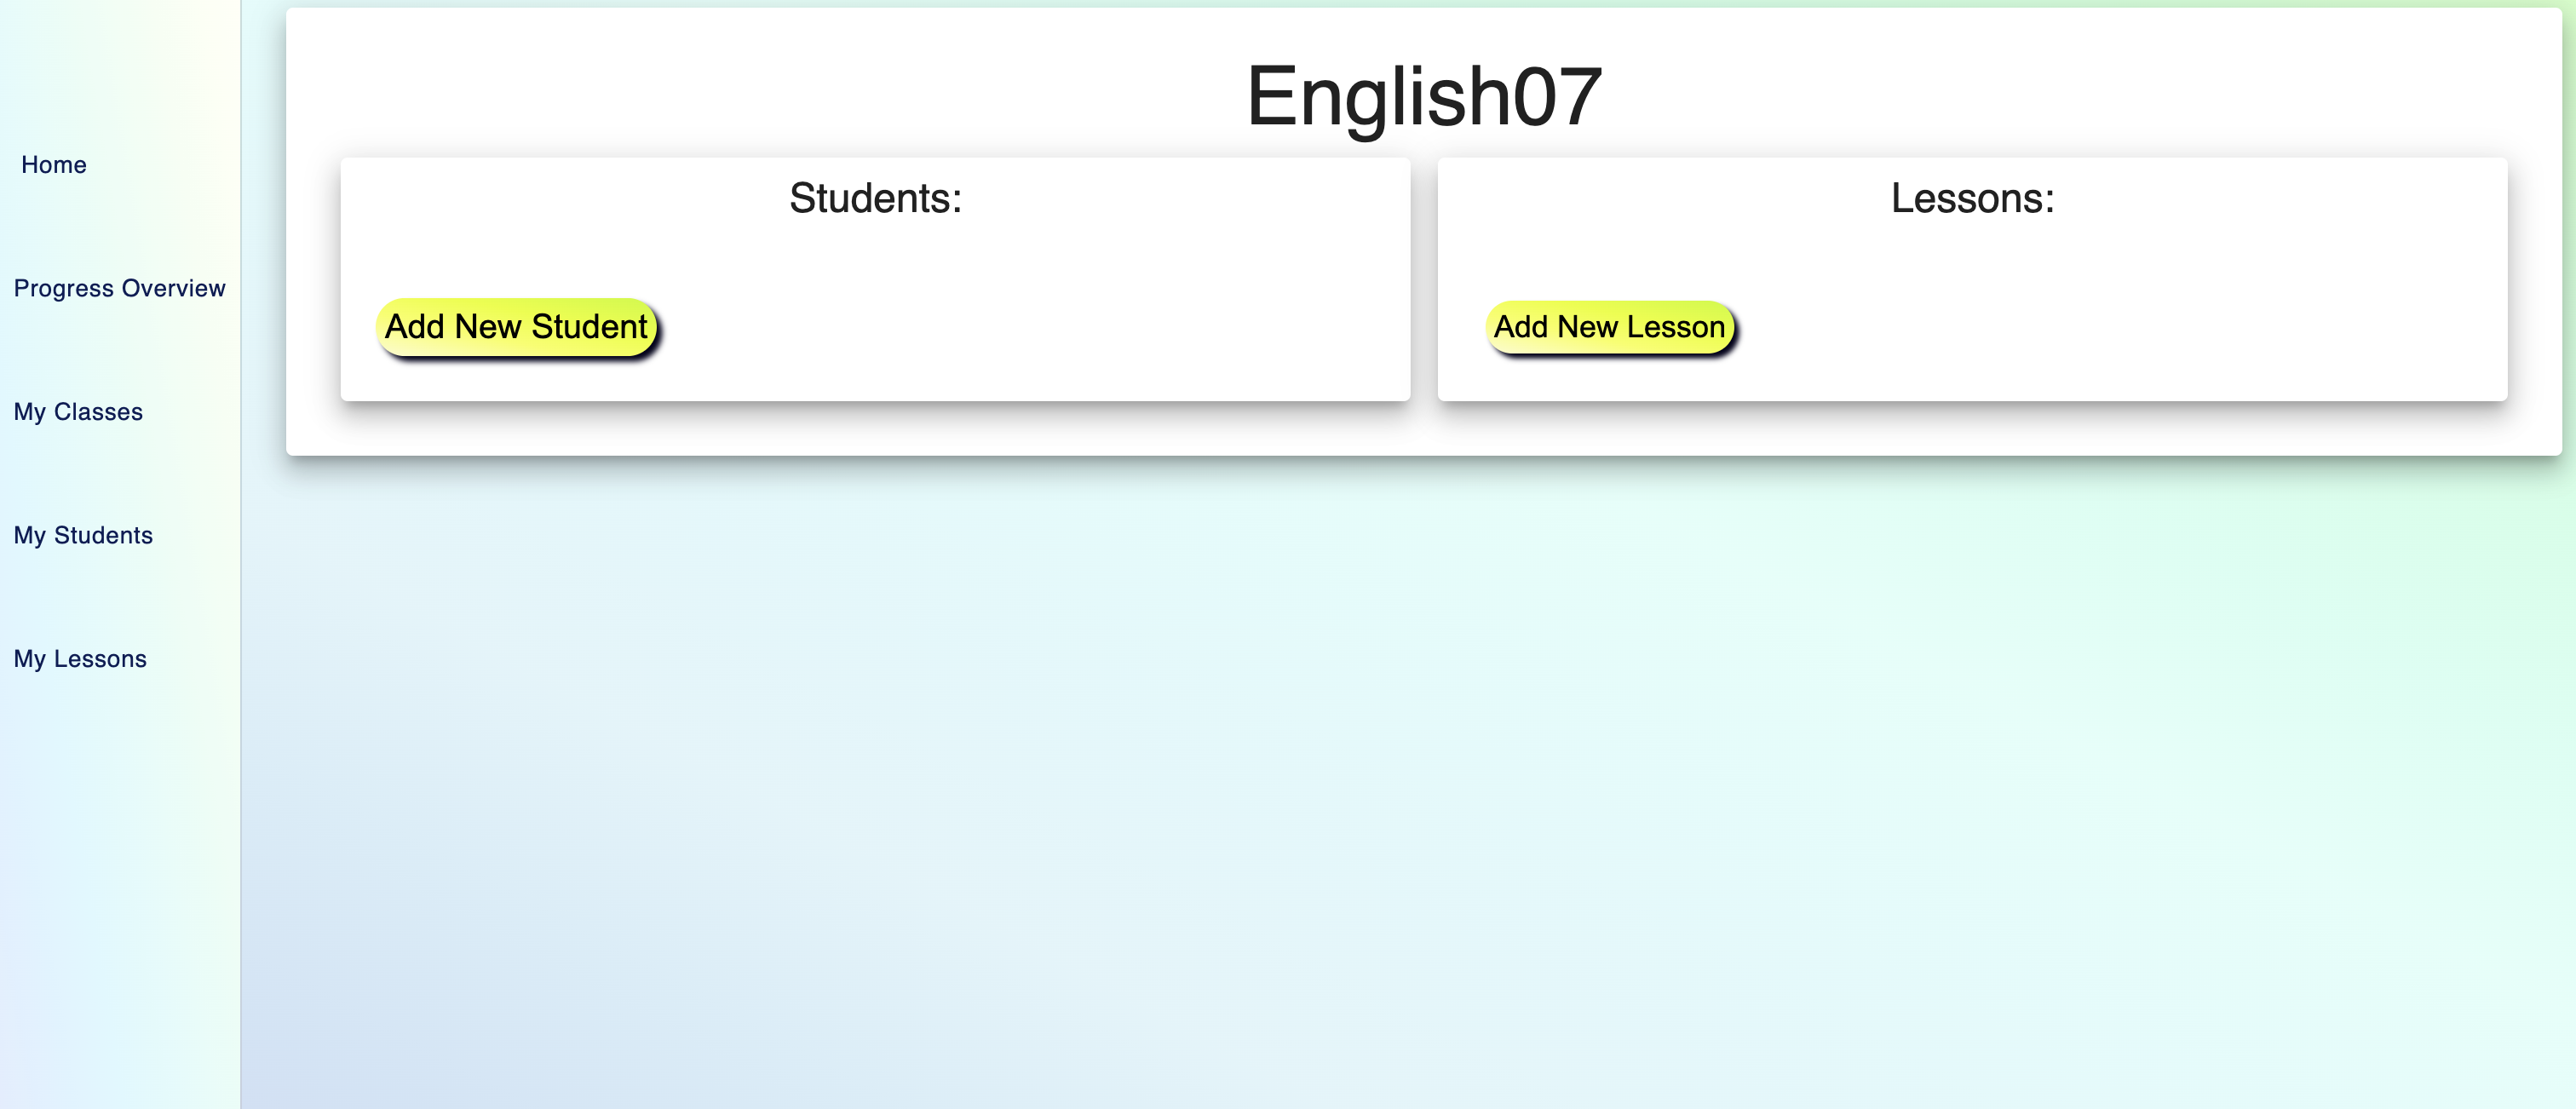 Home
Progress Overview
My Classes
My Students
My Lessons
English07
Students:
Add New Student
Lessons:
Add New Lesson